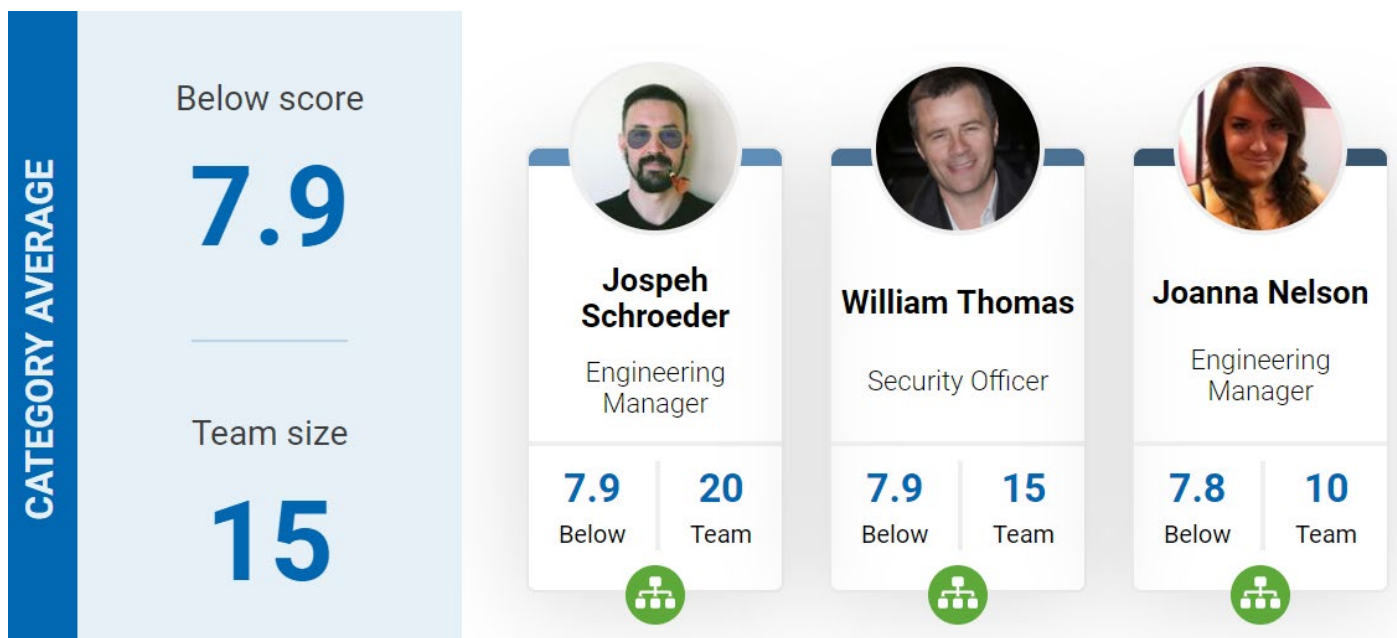 CATEGORY AVERAGE
Below score
7.9
Team size
15
Jospeh
Schroeder
Engineering
Manager
7.9
20
Below
Team
William Thomas
Security Officer
7.9
15
Below
Team
Joanna Nelson
Engineering
Manager
7.8
10
Below
Team